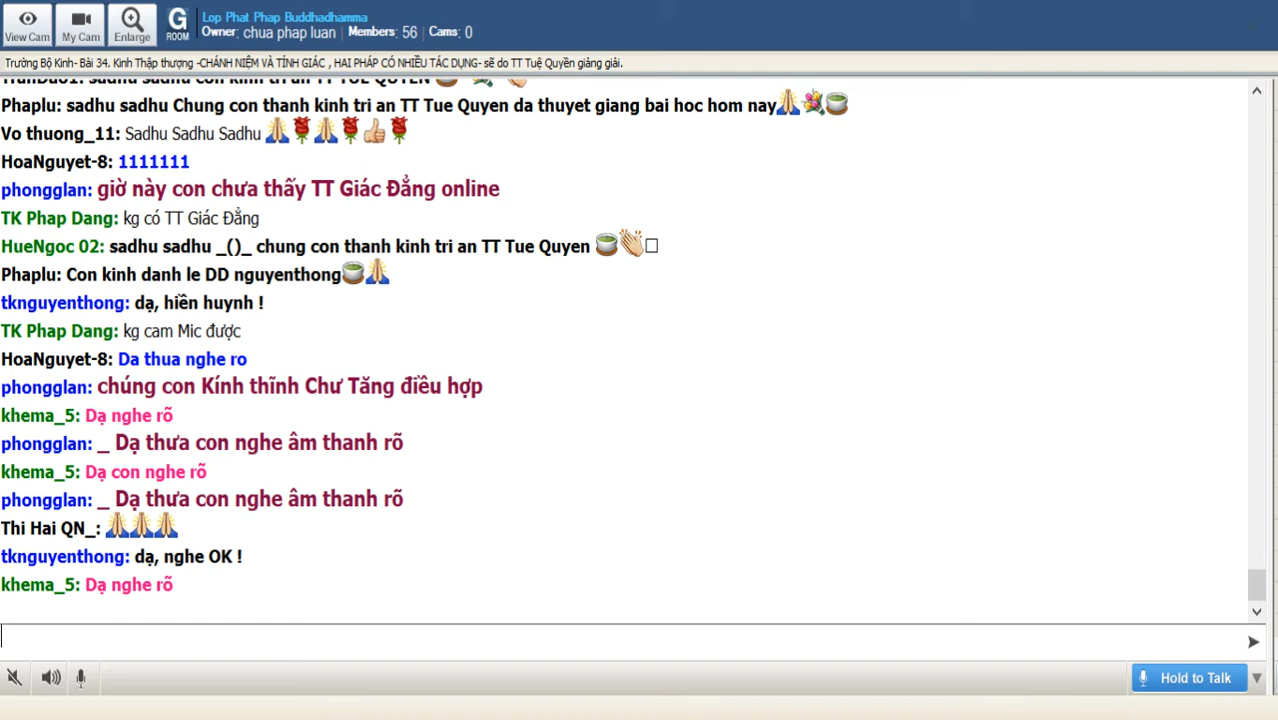 View Cam
My Cam
Enlarge
G
ROOM
Lop Phat Phap Buddhadhamma
Owner: chua phap luan | Members: 56 | Cams: 0
Trường Bộ Kinh- Bài 34. Kinh Thập thượng -CHÁNH NIỆM VÀ TỈNH GIÁC , HAI PHÁP CÓ NHIỀU TÁC DỤNG- sẽ do TT Tuệ Quyền giảng giải.
Phaplu: sadhu sadhu Chung con thanh kinh tri an TT Tue Quyen da thuyet giang bai hoc hom nay🙏💐🍵
Vo thuong_11: Sadhu Sadhu Sadhu 🙏🌹🙏🌹👍🌹
HoaNguyet-8: 1111111
phongglan: giờ này con chưa thấy TT Giác Đẳng online
TK Phap Dang: kg có TT Giác Đẳng
HueNgoc 02: sadhu sadhu _()_ chung con thanh kinh tri an TT Tue Quyen 🍵👏□
Phaplu: Con kinh danh le DD nguyenthong🍵🙏
tknguyenthong: dạ, hiền huynh !
TK Phap Dang: kg cam Mic được
HoaNguyet-8: Da thua nghe ro
phongglan: chúng con Kính thĩnh Chư Tăng điều hợp
khema_5: Dạ nghe rõ
phongglan: _ Dạ thưa con nghe âm thanh rõ
khema_5: Dạ con nghe rõ
phongglan: _ Dạ thưa con nghe âm thanh rõ
Thi Hai QN_: 🙏🙏🙏
tknguyenthong: dạ, nghe OK !
khema_5: Dạ nghe rõ
Hold to Talk